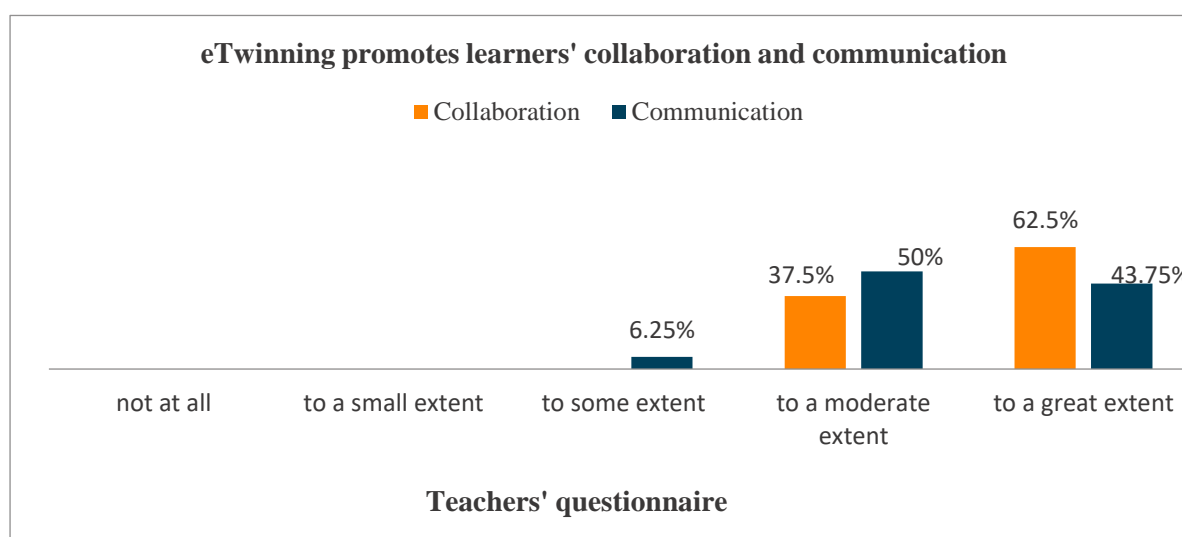 eTwinning promotes learners' collaboration and communication
Collaboration Communication
62.5%
37.5% 50% 43.75%
6.25%
not at all to a small extent to some extent to a moderate extent to a great extent
Teachers' questionnaire